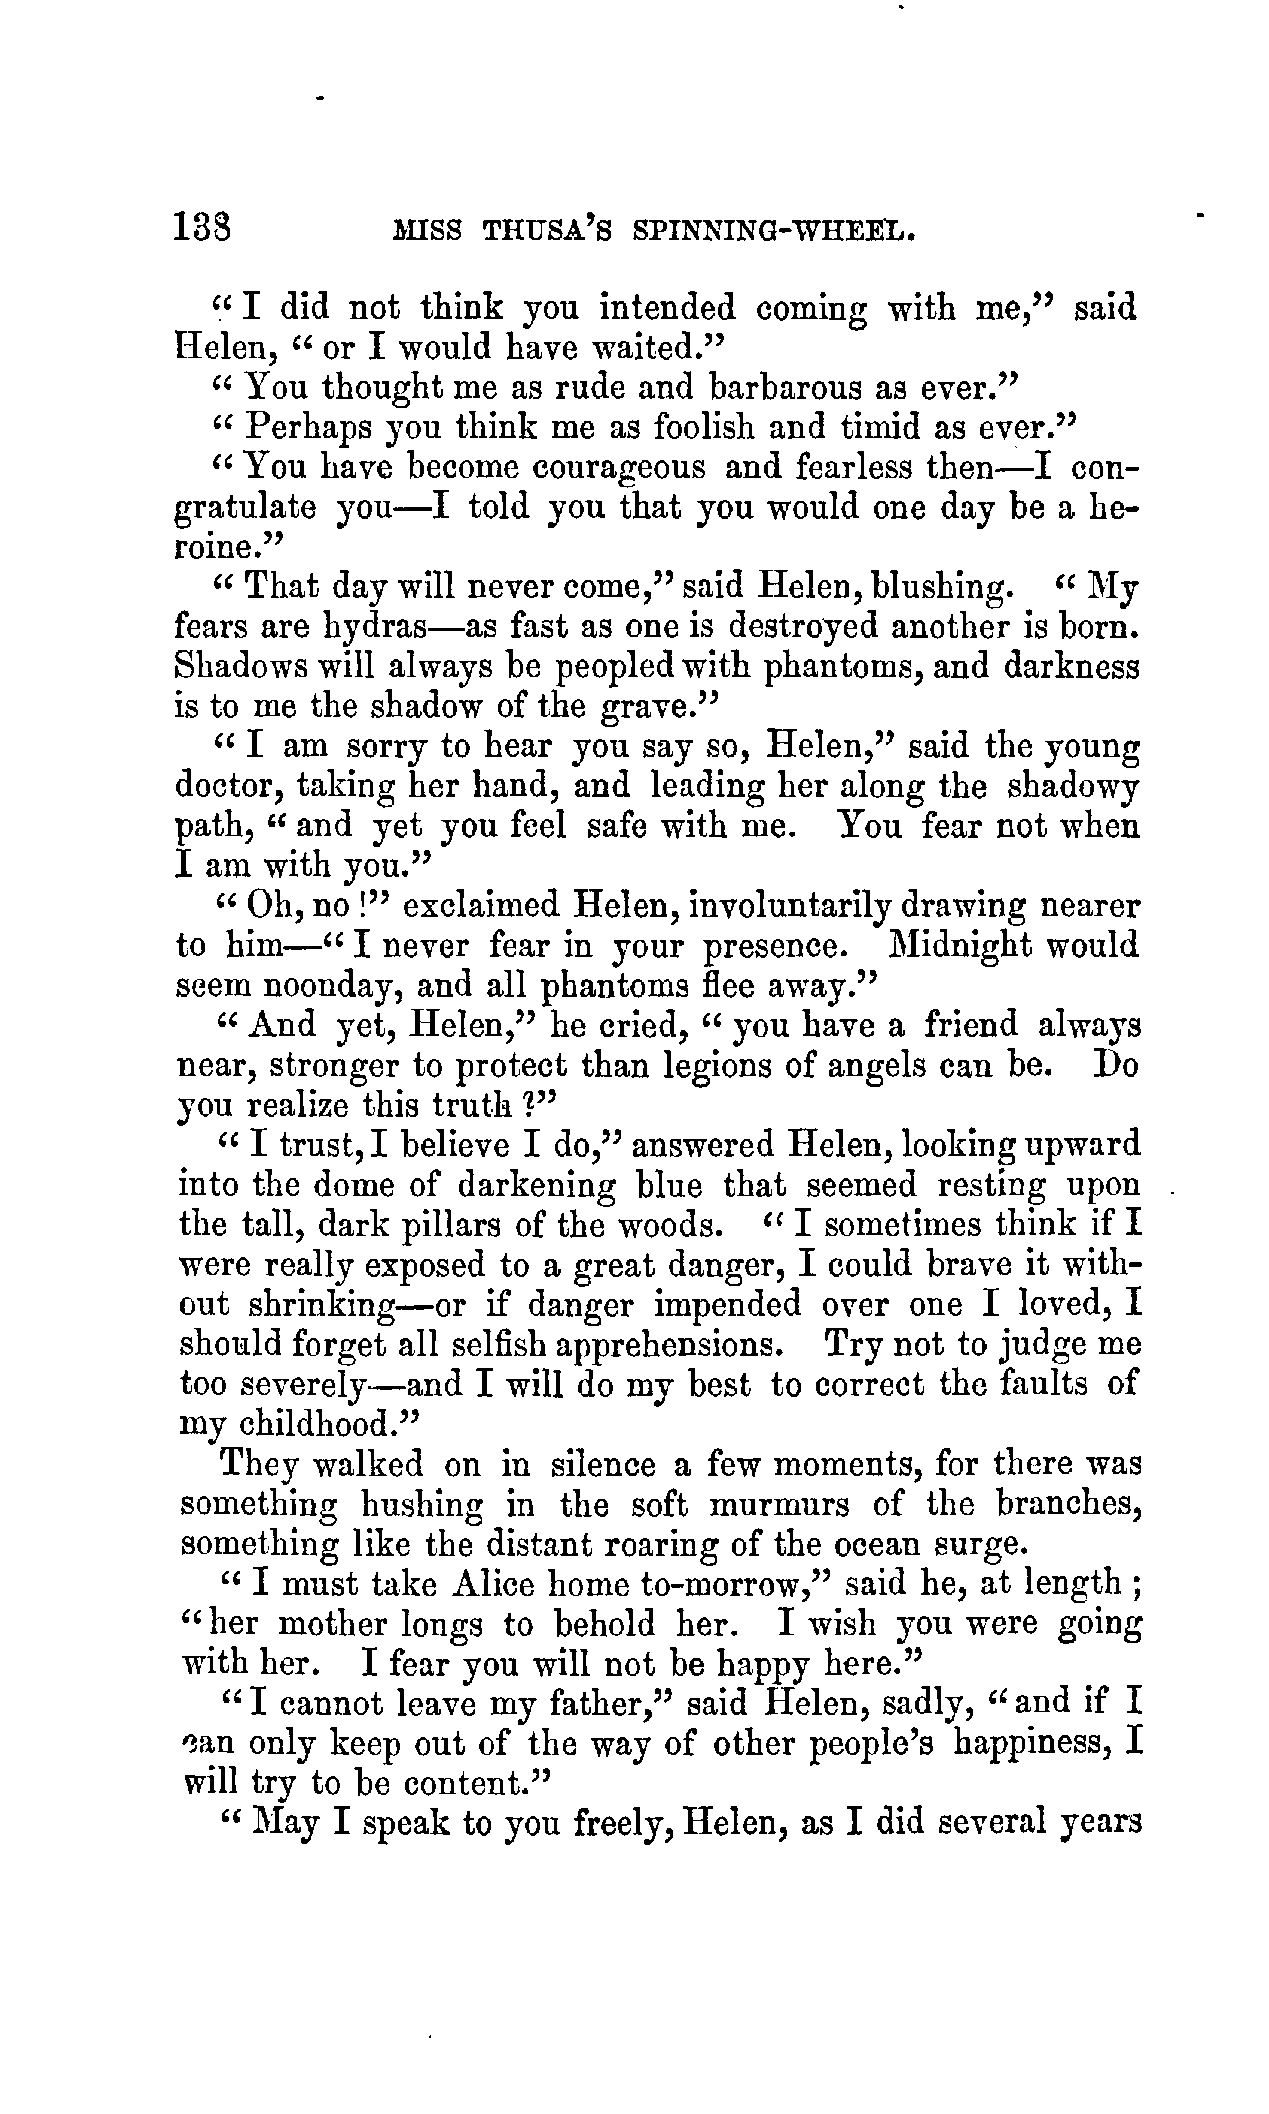 138 MISS THUSA'S SPINNING-WHEEL.
“ I did not think you intended coming with me,” said
Helen, “ or I would have waited.”
“ You thought me as rude and barbarous as ever.”
“ Perhaps you think me as foolish and timid as ever.”
“ You have become courageous and fearless then—I con-
gratulate you—I told you that you would one day be a he-
roine.”
“ That day will never come,” said Helen, blushing. “ My
fears are hydras—as fast as one is destroyed another is born.
Shadows will always be peopled with phantoms, and darkness
is to me the shadow of the grave.”
“ I am sorry to hear you say so, Helen,” said the young
doctor, taking her hand, and leading her along the shadowy
path, “ and yet you feel safe with me. You fear not when
I am with you.”
“ Oh, no !” exclaimed Helen, involuntarily drawing nearer
to him—“ I never fear in your presence. Midnight would
seem noonday, and all phantoms flee away.”
“ And yet, Helen,” he cried, “ you have a friend always
near, stronger to protect than legions of angels can be. Do
you realize this truth ?”
“ I trust, I believe I do,” answered Helen, looking upward
into the dome of darkening blue that seemed resting upon
the tall, dark pillars of the woods. “ I sometimes think if I
were really exposed to a great danger, I could brave it with-
out shrinking—or if danger impended over one I loved, I
should forget all selfish apprehensions. Try not to judge me
too severely—and I will do my best to correct the faults of
my childhood.”
They walked on in silence a few moments, for there was
something hushing in the soft murmurs of the branches,
something like the distant roaring of the ocean surge.
“ I must take Alice home to-morrow,” said he, at length ;
“ her mother longs to behold her. I wish you were going
with her. I fear you will not be happy here.”
“ I cannot leave my father,” said Helen, sadly, “ and if I
can only keep out of the way of other people's happiness, I
will try to be content.”
“ May I speak to you freely, Helen, as I did several years